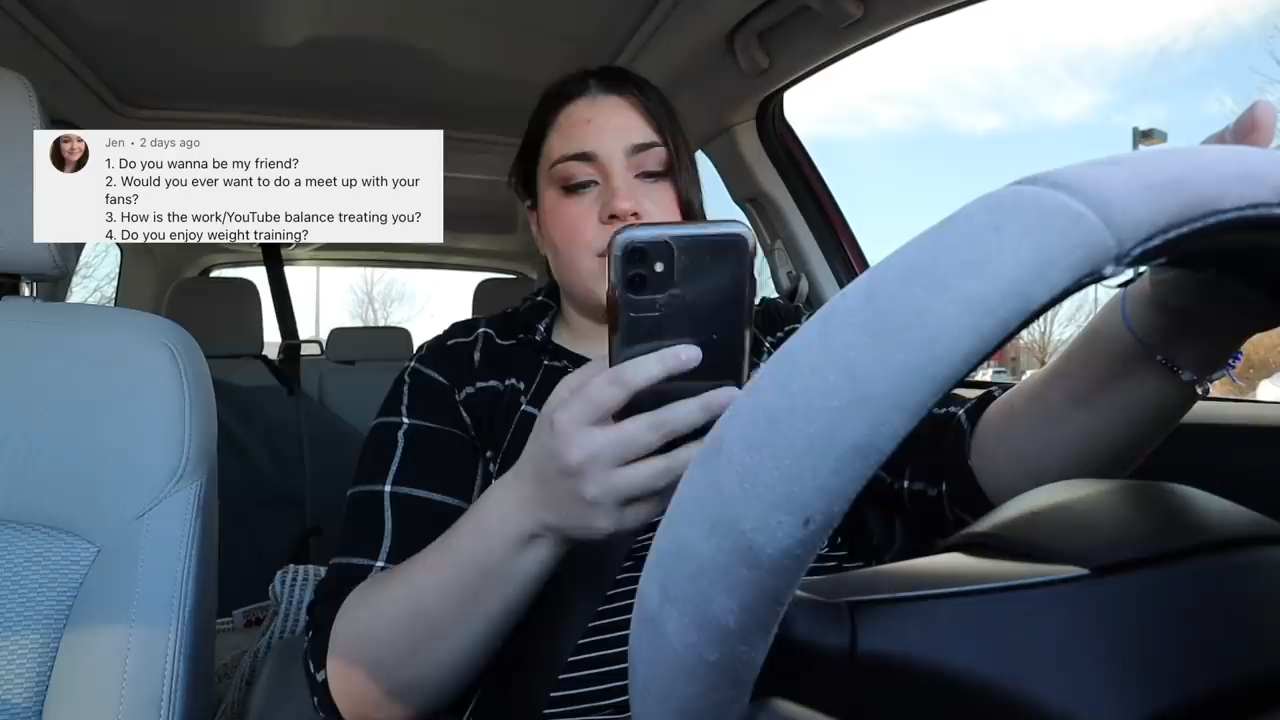 Jen • 2 days ago
1. Do you wanna be my friend?
2. Would you ever want to do a meet up with your
fans?
3. How is the work/YouTube balance treating you?
4. Do you enjoy weight training?